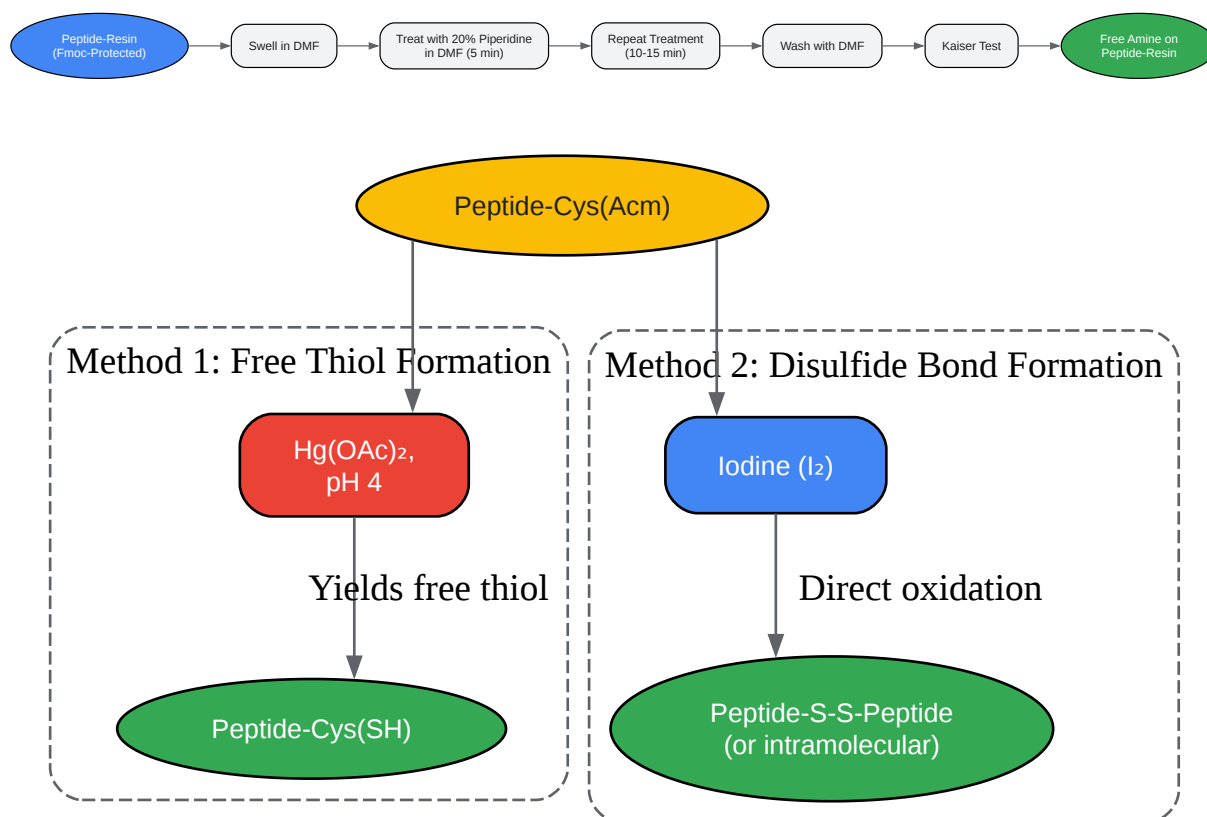 Peptide-Resin
(Fmoc-Protected)
Swell in DMF
Treat with 20% Piperidine
in DMF (5 min)
Repeat Treatment
(10-15 min)
Wash with DMF
Kaiser Test
Free Amine on
Peptide-Resin
Peptide-Cys(Acm)
Method 1: Free Thiol Formation
Hg(OAc)₂,
pH 4
Yields free thiol
Peptide-Cys(SH)
Method 2: Disulfide Bond Formation
Iodine (I₂)
Direct oxidation
Peptide-S-S-Peptide
(or intramolecular)